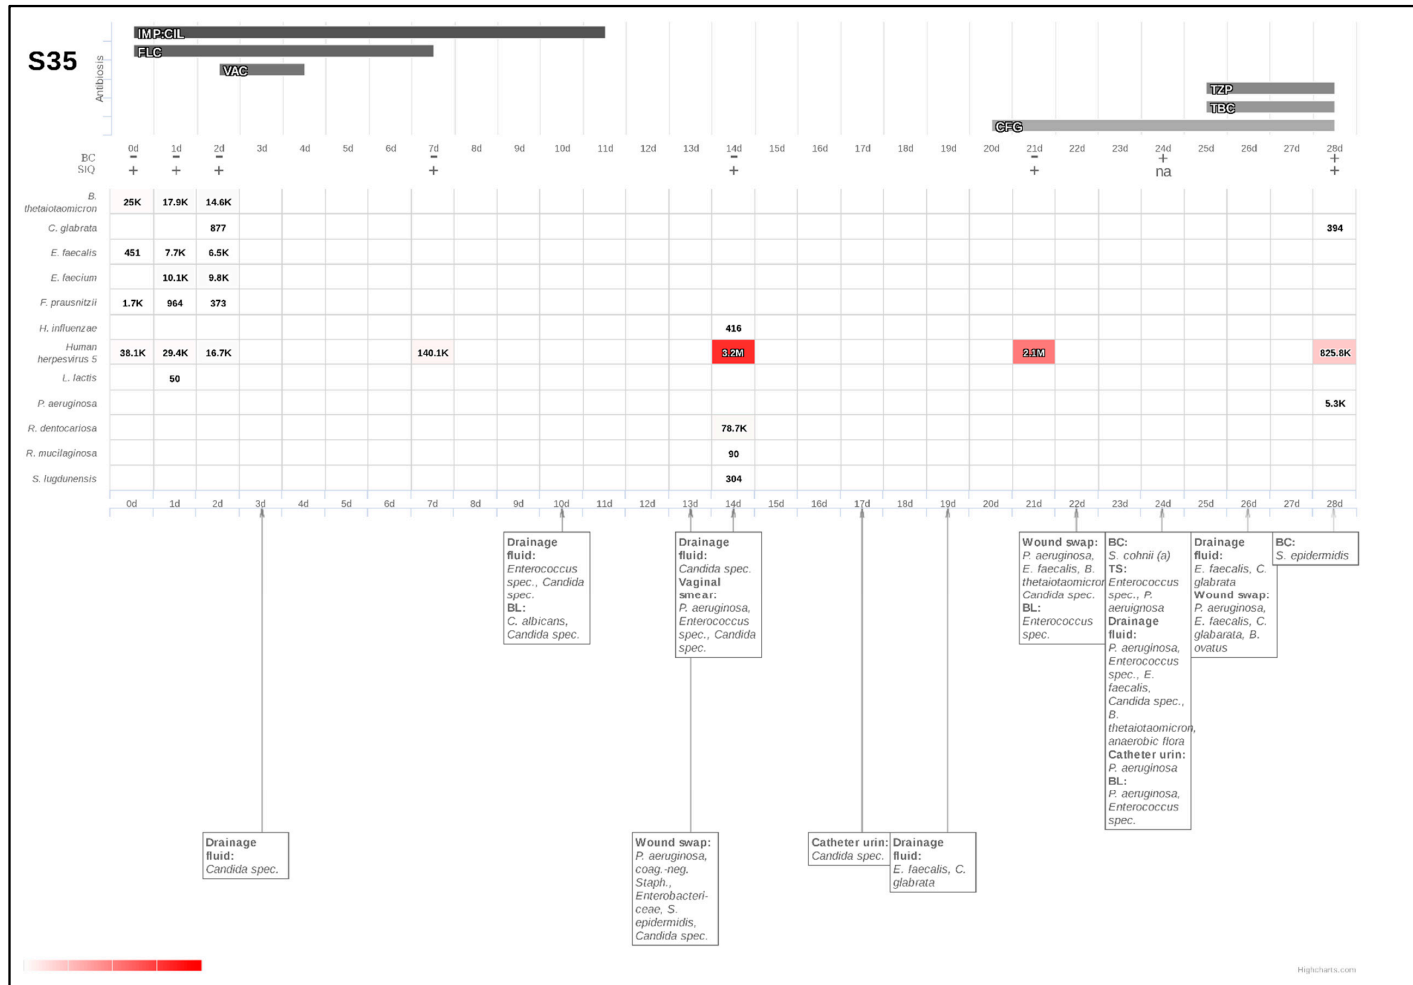 S35
Antibiosis
IMP:CIL
FLC
VAC
TZP
TBC
CFG
0d 1d 2d 3d 4d 5d 6d 7d 8d 9d 10d 11d 12d 13d 14d 15d 16d 17d 18d 19d 20d 21d 22d 23d 24d 25d 26d 27d 28d
BC - - - - - - + +
SIQ + + + + + + na +
B.
thetaiotaomicron 25K 17.9K 14.6K
C. glabrata 877 394
E. faecalis 451 7.7K 6.5K
E. faecium 10.1K 9.8K
F. prausnitzii 1.7K 964 373
H. influenzae 416
Human
herpesvirus 5 38.1K 29.4K 16.7K 140.1K 3.2M 2.1M 825.8K
L. lactis 50
P. aeruginosa 5.3K
R. dentocariosa 78.7K
R. mucilaginosa 90
S. lugdunensis 304
0d 1d 2d 3d 4d 5d 6d 7d 8d 9d 10d 11d 12d 13d 14d 15d 16d 17d 18d 19d 20d 21d 22d 23d 24d 25d 26d 27d 28d
Drainage
fluid:
Enterococcus
spec., Candida
spec.
BL:
C. albicans,
Candida spec.
Drainage
fluid:
Candida spec.
Vaginal
smear:
P. aeruginosa,
Enterococcus
spec., Candida
spec.
Wound swap:
P. aeruginosa,
E. faecalis, B.
thetaiotaomicron
Candida spec.
BL:
Enterococcus
spec.
BC:
S. cohnii (a)
TS:
Enterococcus
spec., P.
aeruignosa
Drainage
fluid:
P. aeruginosa,
Enterococcus
spec., E.
faecalis,
Candida spec.,
B.
thetaiotaomicron,
anaerobic flora
Catheter urin:
P. aeruginosa
BL:
P. aeruginosa,
Enterococcus
spec.
Drainage
fluid:
E. faecalis, C.
glabrata
Wound swap:
P. aeruginosa,
E. faecalis, C.
glabarata, B.
ovatus
BC:
S. epidermidis
Drainage
fluid:
Candida spec.
Wound swap:
P. aeruginosa,
coag.-neg.
Staph.,
Enterobacteri-
ceae, S.
epidermidis,
Candida spec.
Catheter urin:
Candida spec.
Drainage
fluid:
E. faecalis, C.
glabrata
Highcharts.com